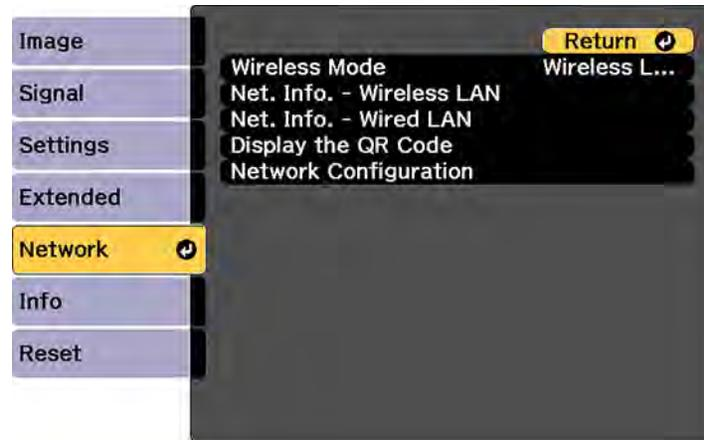 Image
Signal
Settings
Extended
Network
Info
Reset
Return
Wireless Mode Wireless L...
Net. Info. - Wireless LAN
Net. Info. - Wired LAN
Display the QR Code
Network Configuration